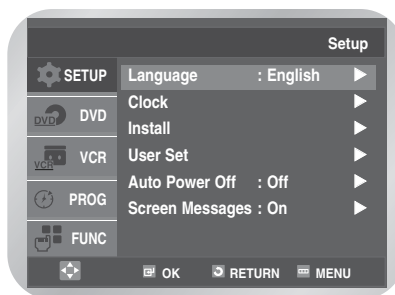 Setup
SETUP
DVD
DVD
VCR
VCR
PROG
FUNC
Language : English
Clock
Install
User Set
Auto Power Off : Off
Screen Messages : On
OK
RETURN
MENU